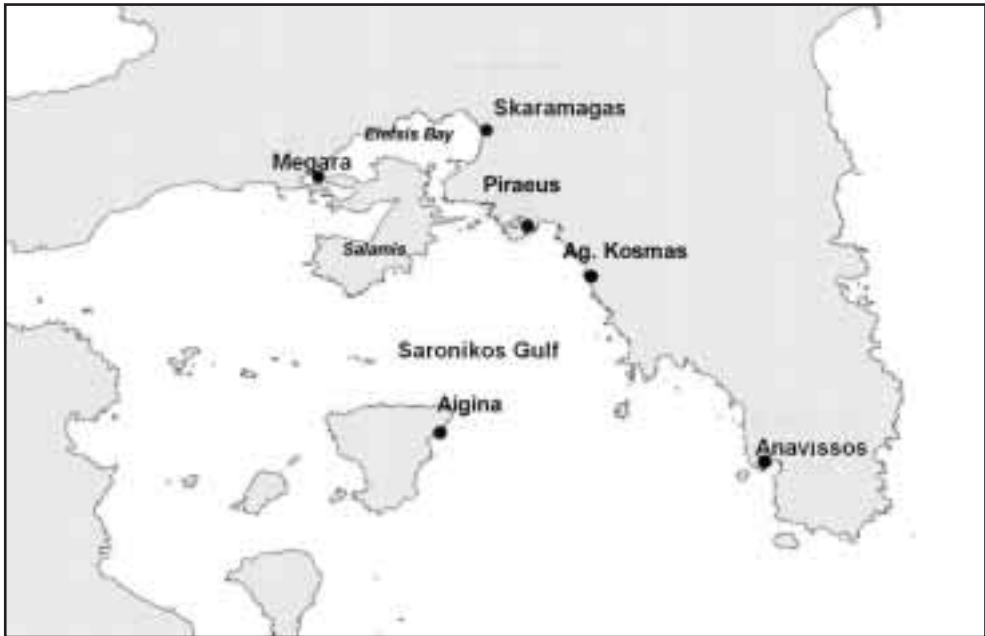 Skaramagas
Elefsis Bay
Megara
Piraeus
Salamis
Ag. Kosmas
Saronikos Gulf
Aigina
Anavissos